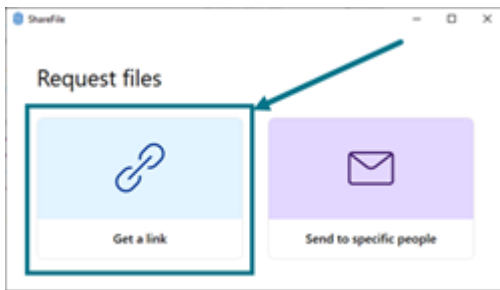 ShareFile
Request files
Get a link
Send to specific people